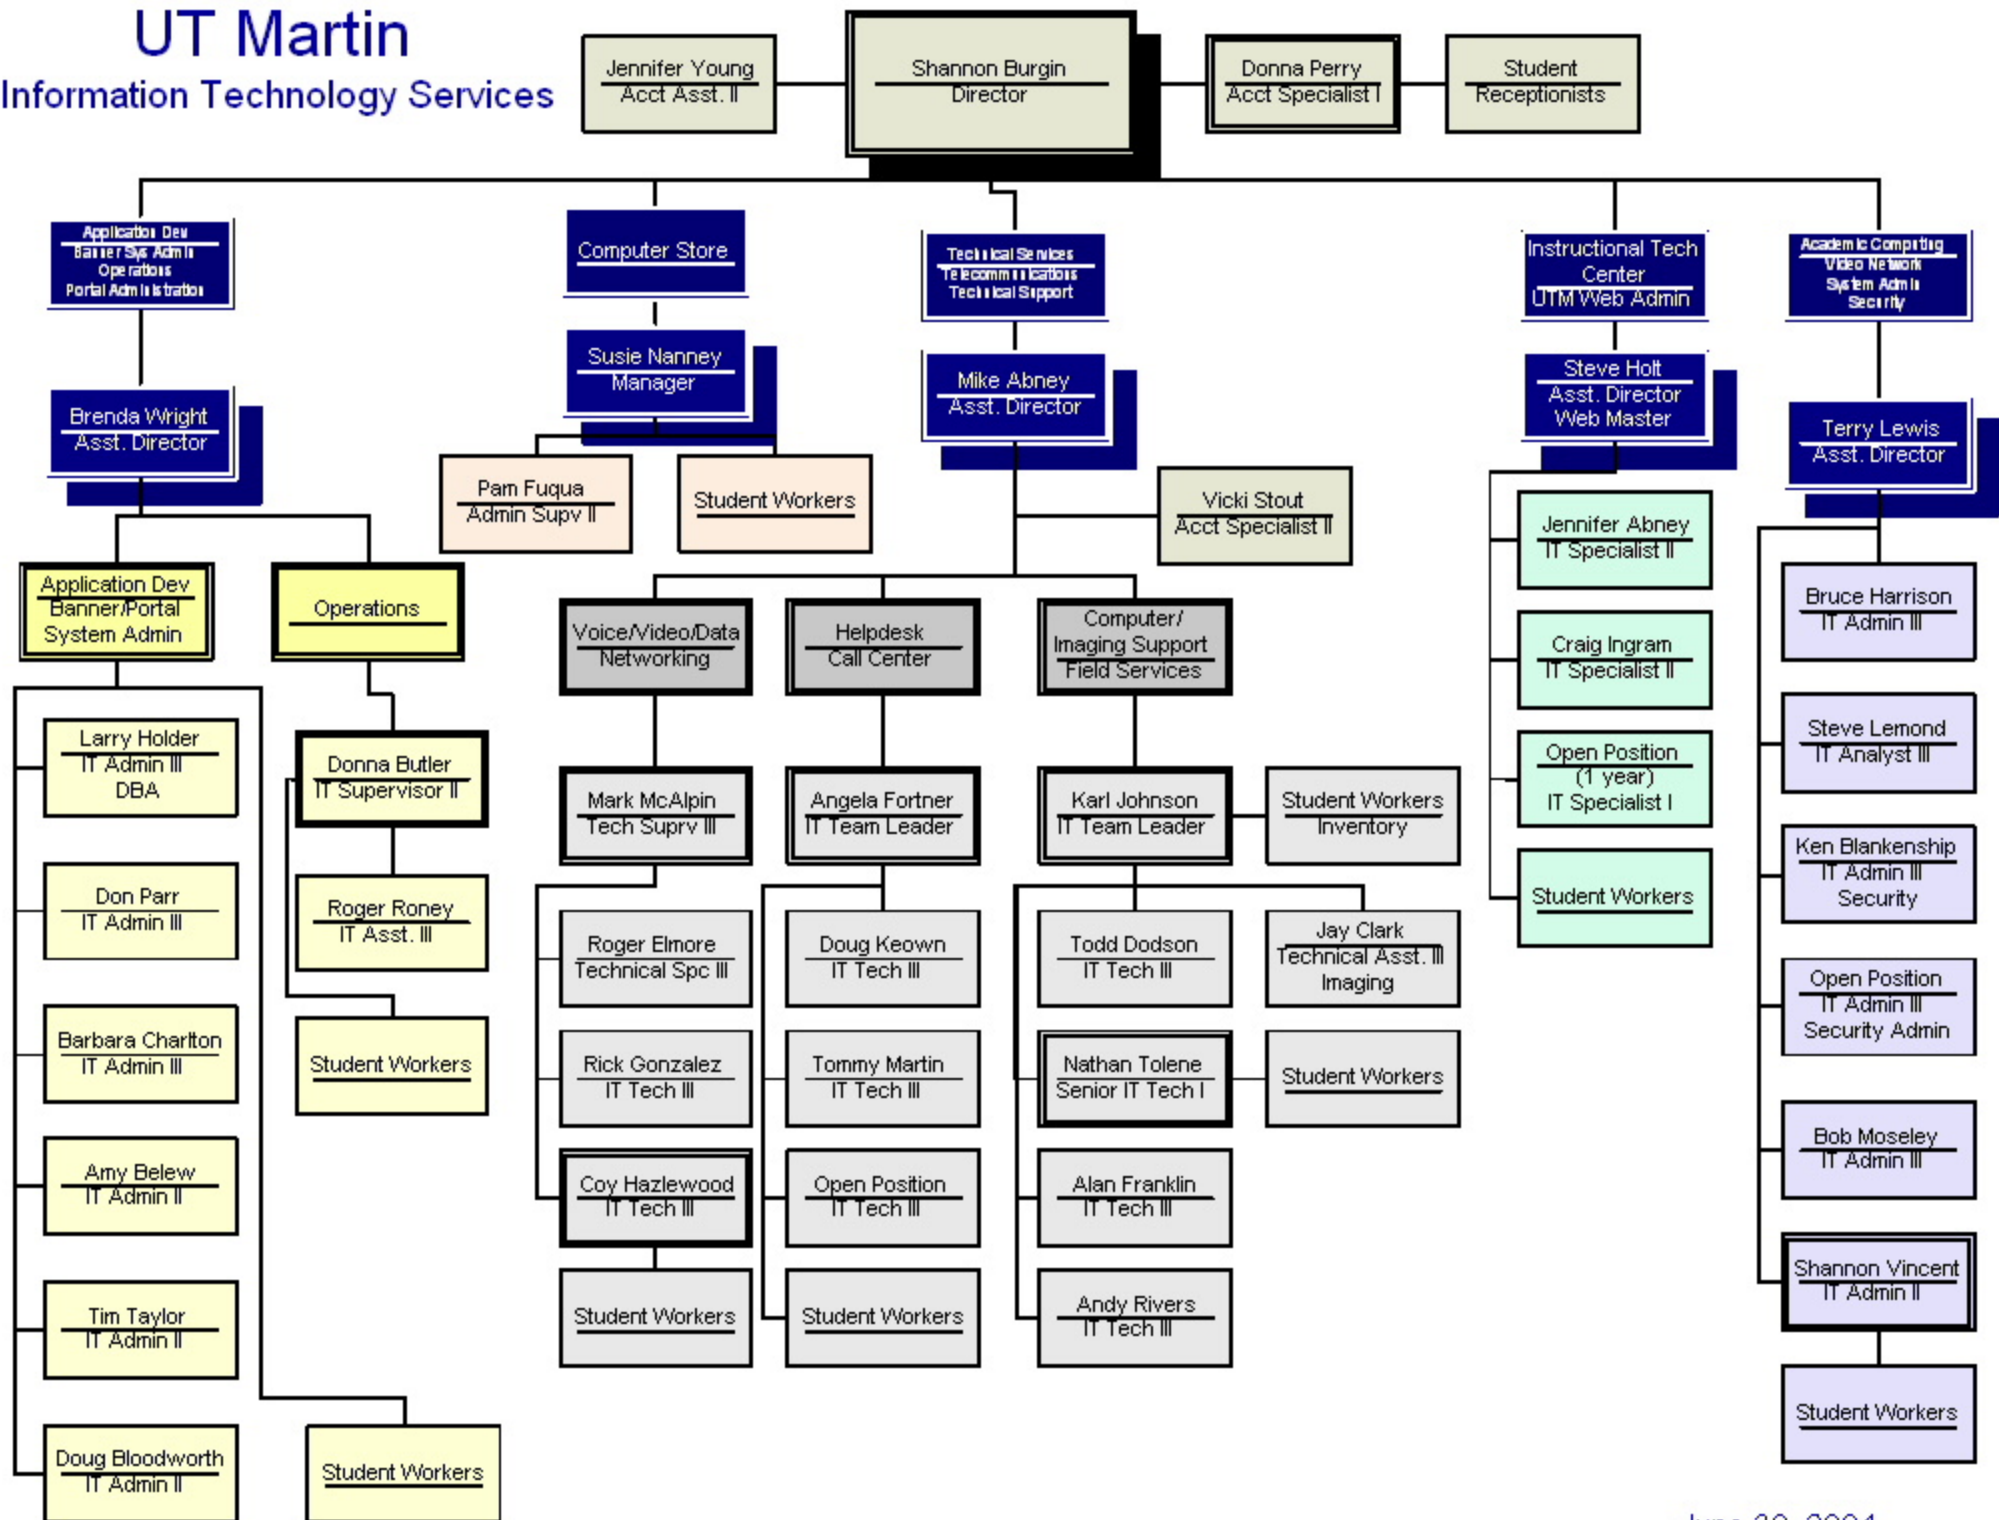 UT Martin
Information Technology Services
Jennifer Young
Acct Asst. II
Shannon Burgin
Director
Donna Perry
Acct Specialist I
Student
Receptionists
Application Dev
Banner Sys Admin
Operations
Portal Administration
Computer Store
Technical Services
Telecommunications
Technical Support
Instructional Tech
Center
UTM Web Admin
Academic Computing
Video Network
System Admin
Security
Brenda Wright
Asst. Director
Susie Nanney
Manager
Mike Abney
Asst. Director
Steve Holt
Asst. Director
Web Master
Terry Lewis
Asst. Director
Pam Fuqua
Admin Supv II
Student Workers
Vicki Stout
Acct Specialist II
Application Dev
Banner/Portal
System Admin
Operations
Larry Holder
IT Admin III
DBA
Don Parr
IT Admin III
Barbara Charlton
IT Admin III
Amy Belew
IT Admin II
Tim Taylor
IT Admin II
Doug Bloodworth
IT Admin II
Student Workers
Donna Butler
IT Supervisor II
Roger Roney
IT Asst. III
Student Workers
Voice/Video/Data
Networking
Mark McAlpin
Tech Suprv III
Roger Elmore
Technical Spc III
Rick Gonzalez
IT Tech III
Coy Hazlewood
IT Tech III
Student Workers
Helpdesk
Call Center
Angela Fortner
IT Team Leader
Doug Keown
IT Tech III
Tommy Martin
IT Tech III
Open Position
IT Tech III
Student Workers
Computer/
Imaging Support
Field Services
Karl Johnson
IT Team Leader
Student Workers
Inventory
Todd Dodson
IT Tech III
Jay Clark
Technical Asst. III
Imaging
Nathan Tolene
Senior IT Tech I
Student Workers
Alan Franklin
IT Tech III
Andy Rivers
IT Tech III
Jennifer Abney
IT Specialist II
Craig Ingram
IT Specialist II
Open Position
(1 year)
IT Specialist I
Student Workers
Bruce Harrison
IT Admin III
Steve Lemond
IT Analyst III
Ken Blankenship
IT Admin III
Security
Open Position
IT Admin III
Security Admin
Bob Moseley
IT Admin III
Shannon Vincent
IT Admin II
Student Workers